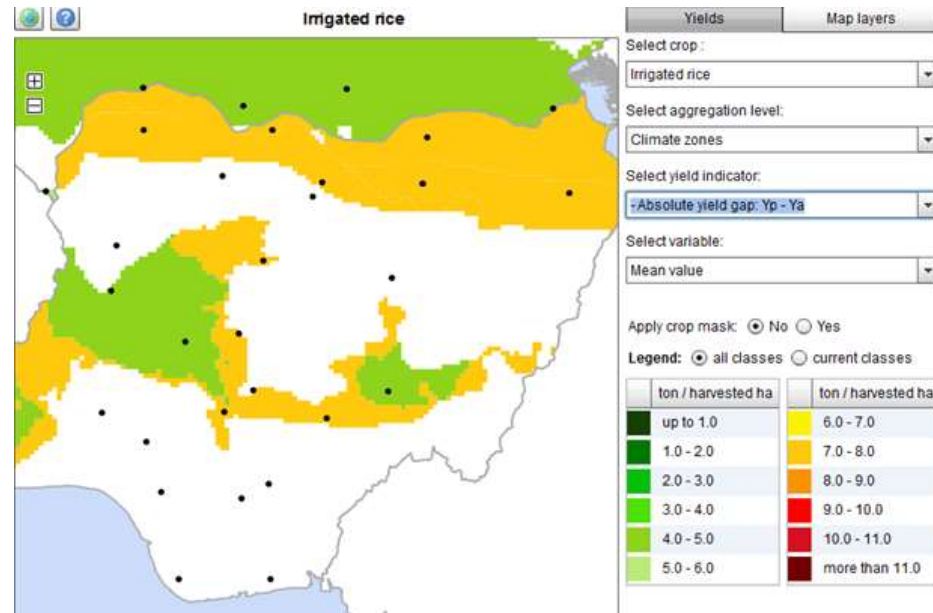 Irrigated rice
Yields
Map layers
Select crop :
Irrigated rice
Select aggregation level:
Climate zones
Select yield indicator:
- Absolute yield gap: Yp - Ya
Select variable:
Mean value
Apply crop mask: No Yes
Legend: all classes current classes
ton / harvested ha
up to 1.0
1.0 - 2.0
2.0 - 3.0
3.0 - 4.0
4.0 - 5.0
5.0 - 6.0
ton / harvested ha
6.0 - 7.0
7.0 - 8.0
8.0 - 9.0
9.0 - 10.0
10.0 - 11.0
more than 11.0